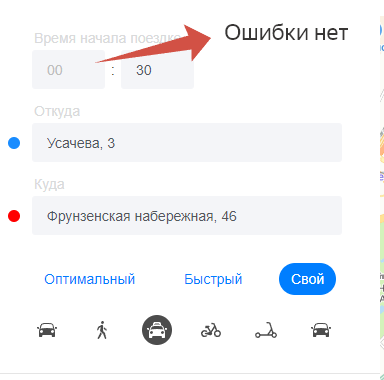 Ошибки нет
Время начала поездки
00 : 30
Откуда
Усачева, 3
Куда
Фрунзенская набережная, 46
Оптимальный Быстрый Свой